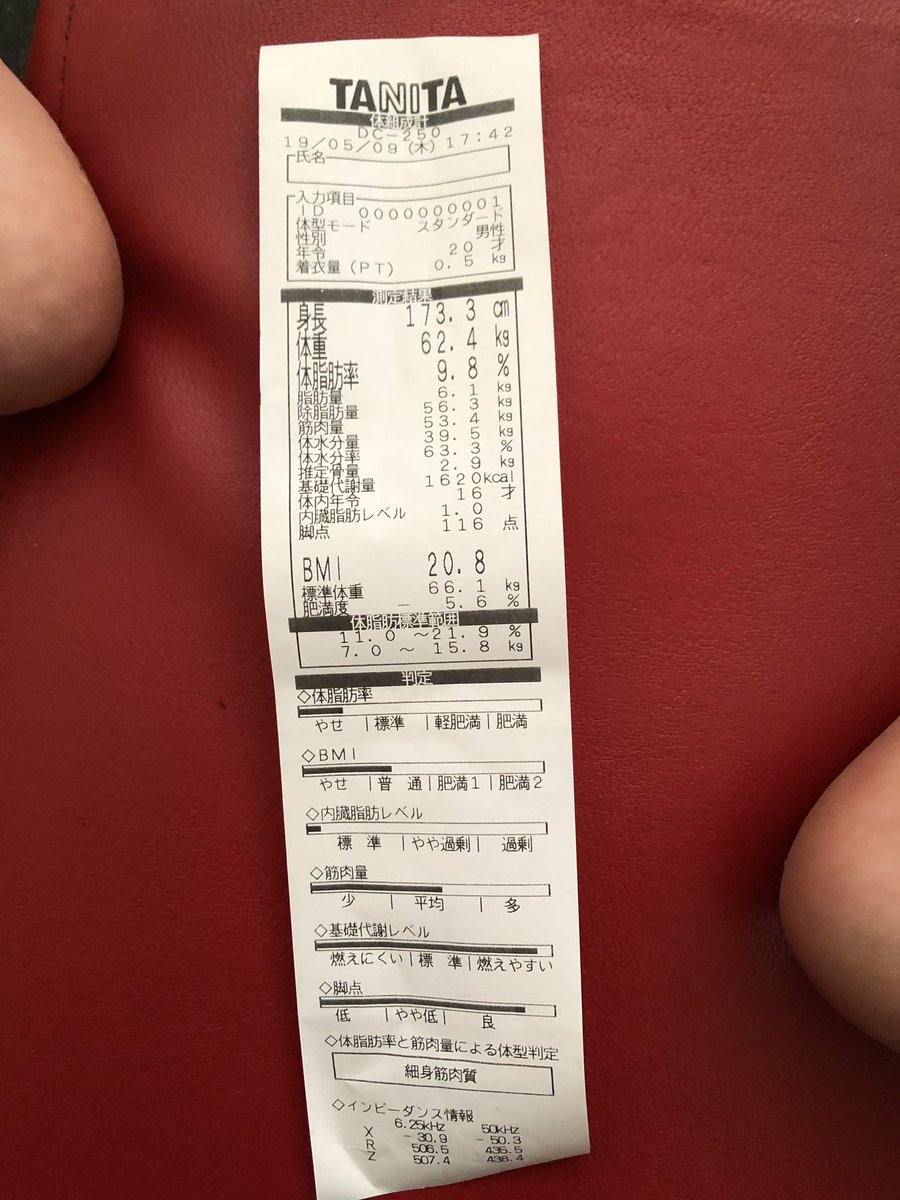 TANITA
体組成計
DC-250
19/05/09(木) 17:42
氏名
入力項目
ID 0000000001
体型モード スタンダード
性別 男性
年令 20 才
着衣量(PT) 0.5 kg
測定結果
身長 173.3 cm
体重 62.4 kg
体脂肪率 9.8 %
脂肪量 6.1 kg
除脂肪量 56.3 kg
筋肉量 53.4 kg
体水分量 39.5 kg
体水分率 63.3 %
推定骨量 2.9 kg
基礎代謝量 1620kcal
体内年令 16 才
内臓脂肪レベル 1.0
脚点 116 点
BMI 20.8
標準体重 66.1 kg
肥満度 - 5.6 %
体脂肪標準範囲
11.0 ~21.9 %
7.0 ~ 15.8 kg
判定
◇体脂肪率
やせ |標準 |軽肥満|肥満
◇BMI
やせ |普 通|肥満1|肥満2
◇内臓脂肪レベル
標 準 |やや過剰| 過剰
◇筋肉量
少 | 平均 | 多
◇基礎代謝レベル
燃えにくい|標 準|燃えやすい
◇脚点
低 |やや低| 良
◇体脂肪率と筋肉量による体型判定
細身筋肉質
◇インピーダンス情報
6.25kHz 50kHz
X - 30.9 - 50.3
R 506.5 435.5
Z 507.4 438.4